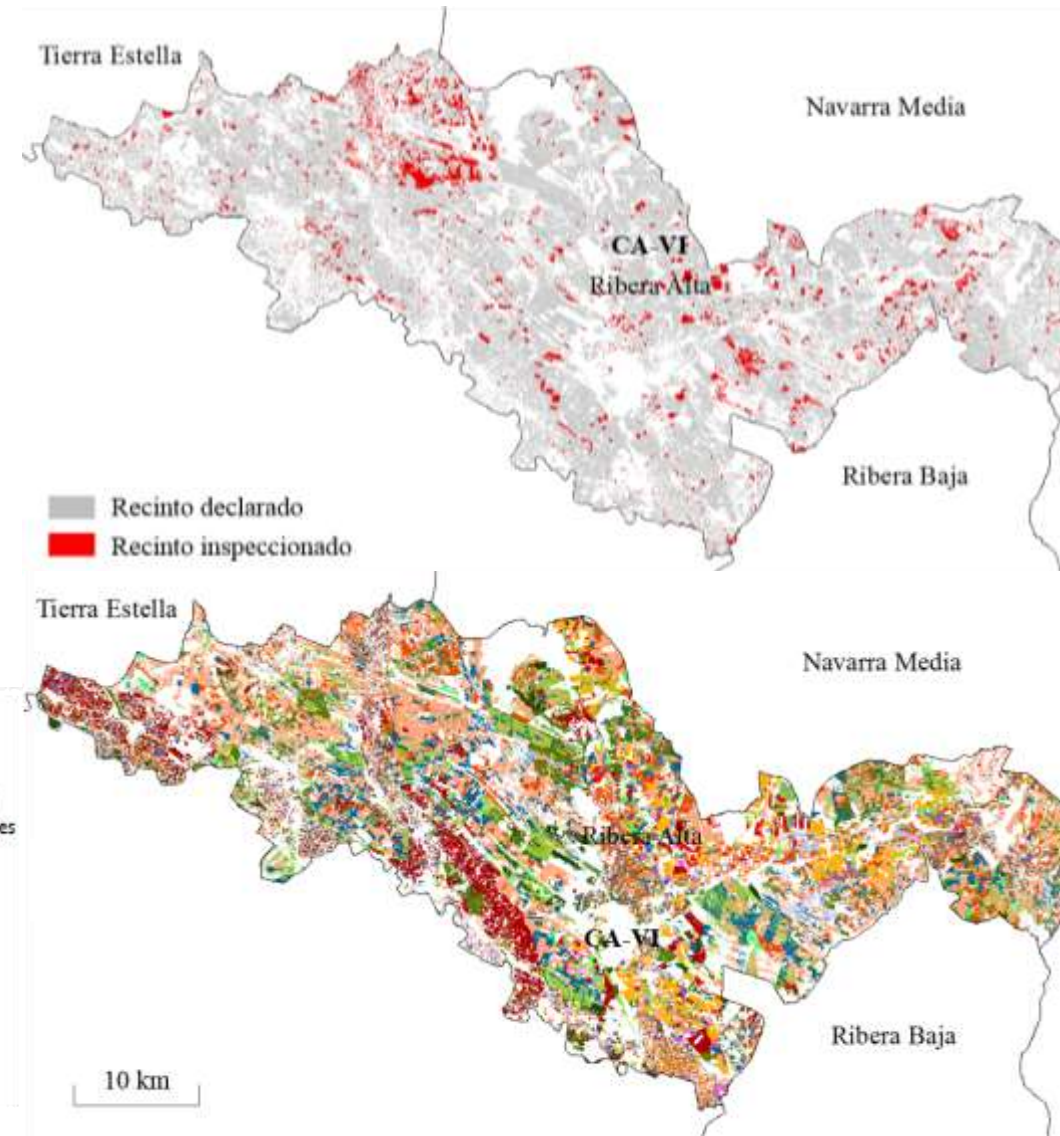 Tierra Estella
Navarra Media
CA-VI
Ribera Alta
Ribera Baja
Recinto declarado
Recinto inspeccionado
Tierra Estella
Navarra Media
es
Ribera Alta
CA-VI
Ribera Baja
10 km